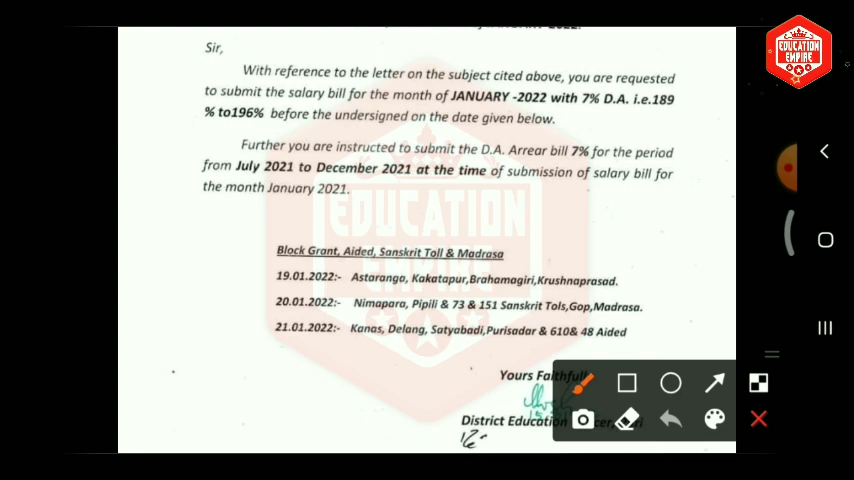 EDUCATION
EMPIRE
Sir,
With reference to the letter on the subject cited above, you are requested
to submit the salary bill for the month of JANUARY -2022 with 7% D.A. i.e.189
% to196% before the undersigned on the date given below.
Further you are instructed to submit the D.A. Arrear bill 7% for the period
from July 2021 to December 2021 at the time of submission of salary bill for
the month January 2021.
EDUCATION
EMPIRE
Block Grant, Aided, Sanskrit Toll & Madrasa
19.01.2022:- Astaranga, Kakatapur,Brahamagiri,Krushnaprasad.
20.01.2022:- Nimapara, Pipili & 73 & 151 Sanskrit Tols,Gop,Madrasa.
21.01.2022:- Kanas, Delang, Satyabadi,Purisadar & 610& 48 Aided
Yours Faithful
District Education